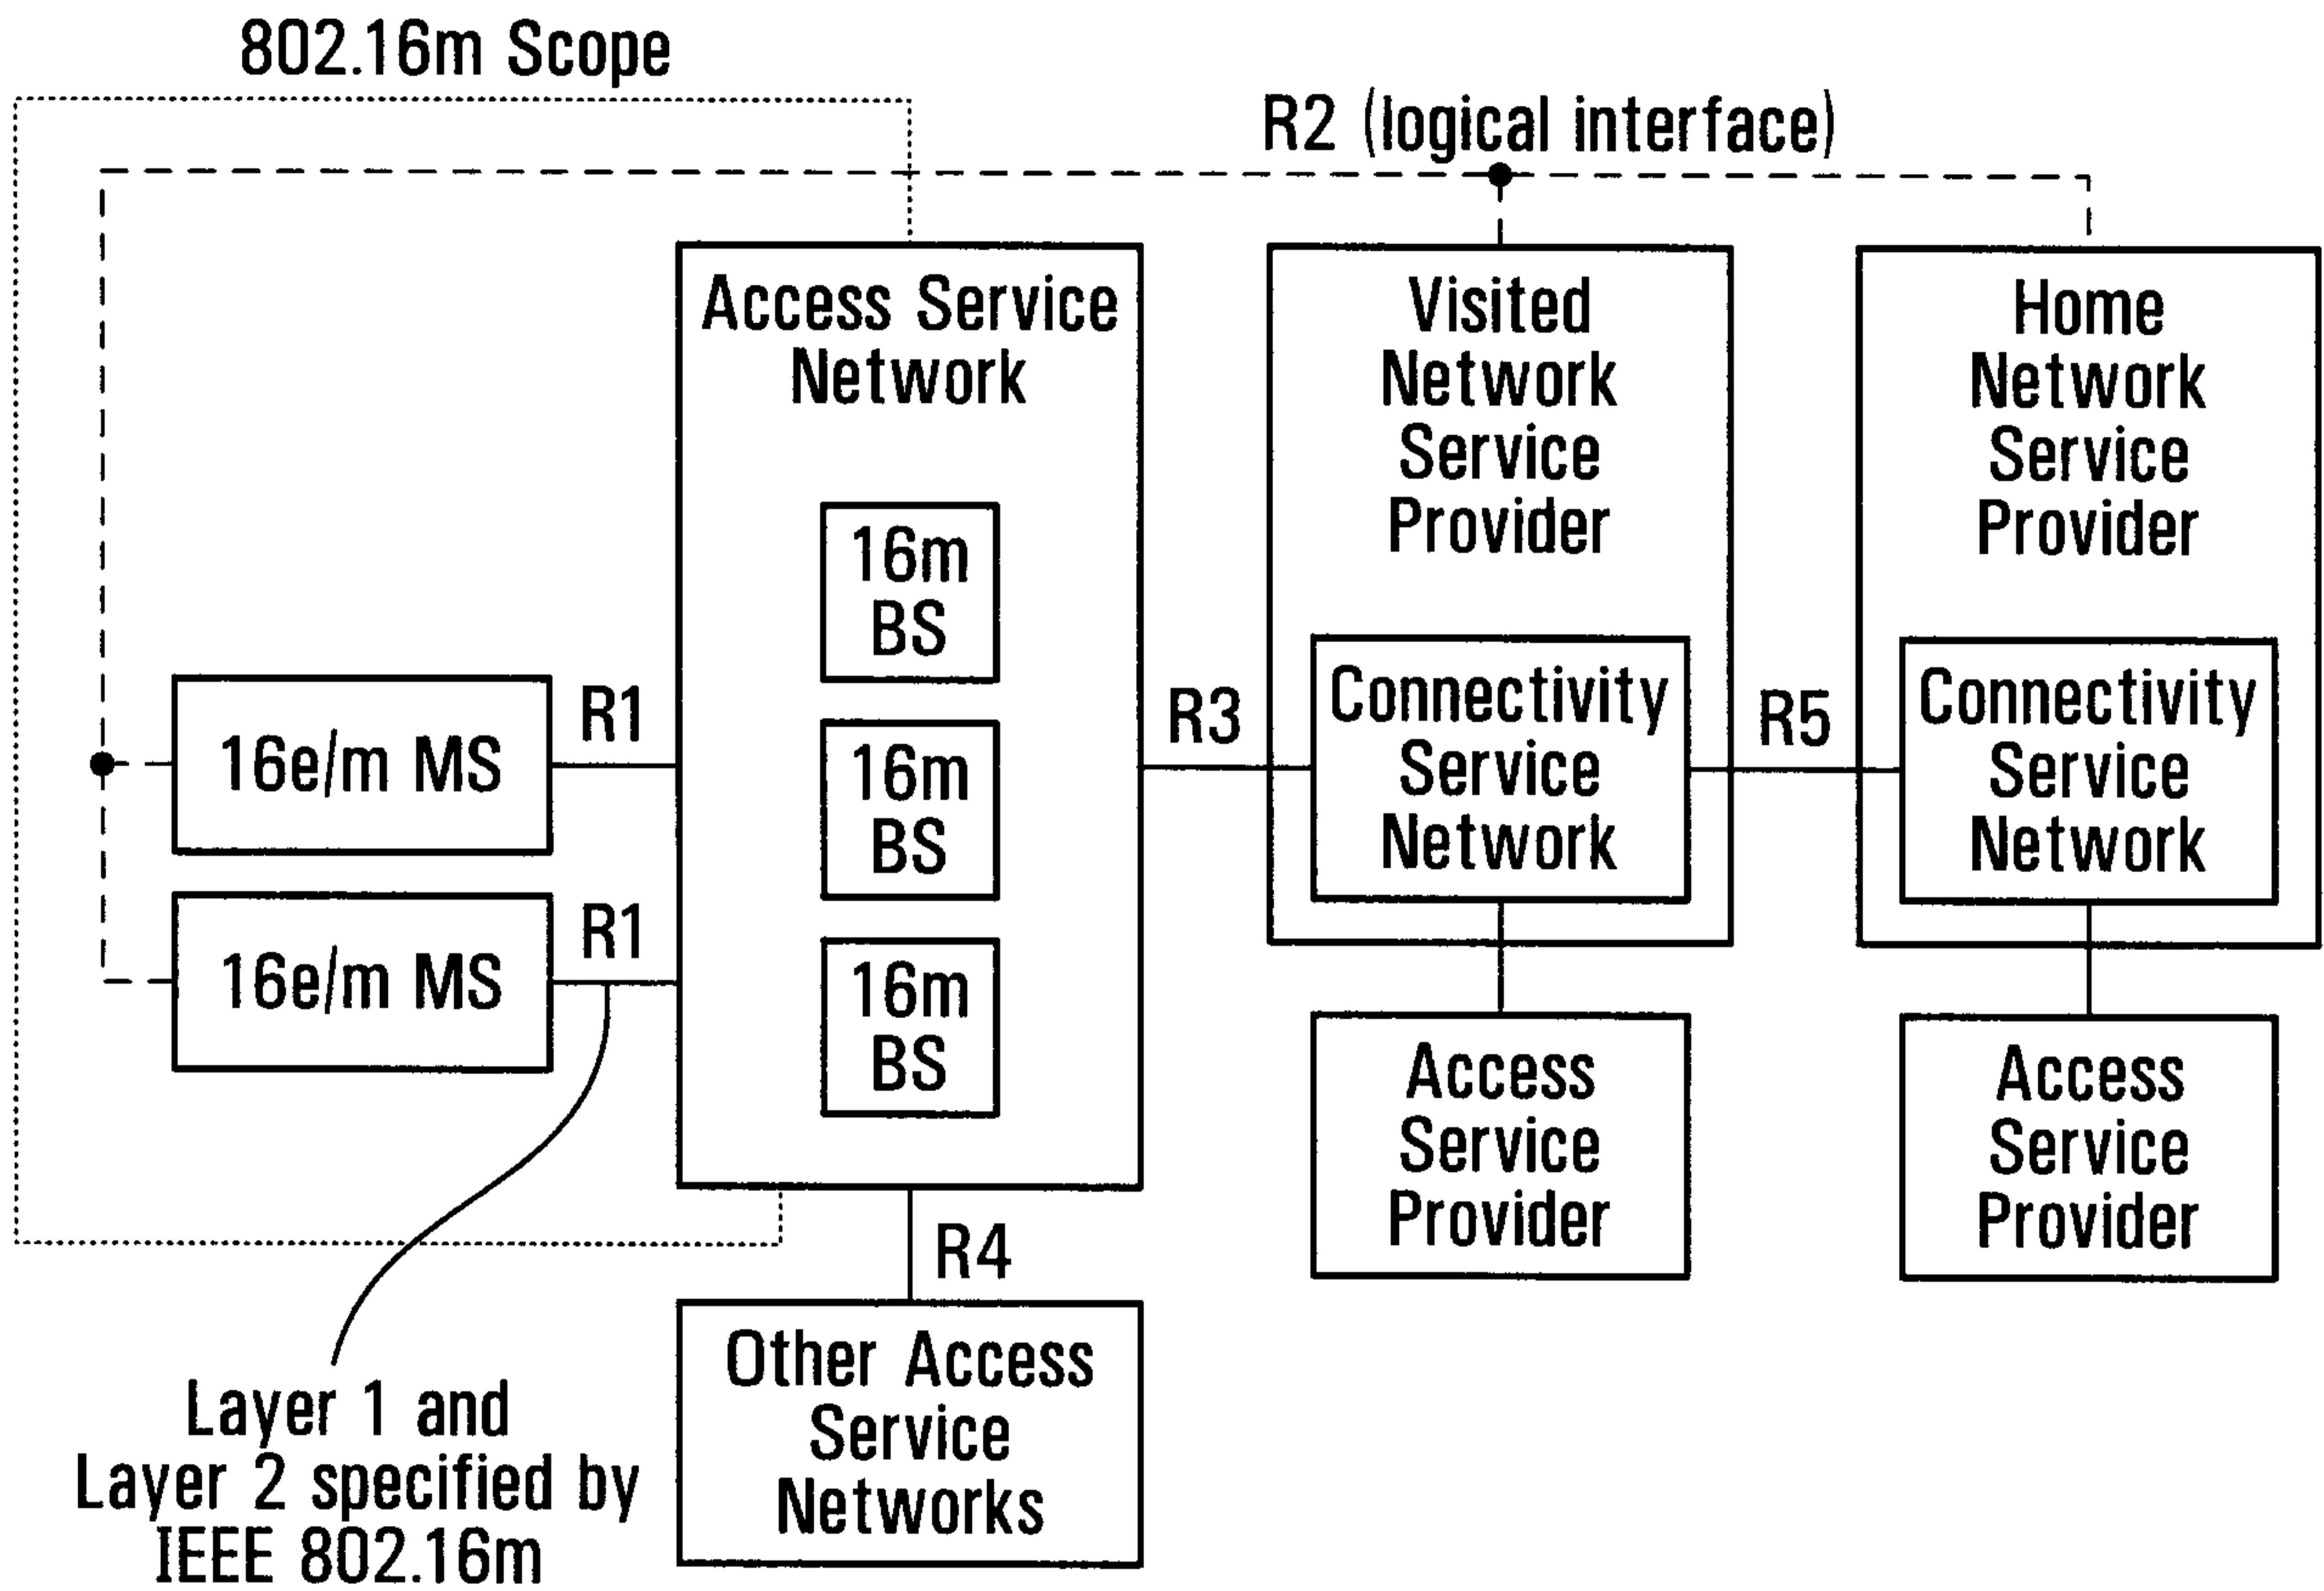 802.16m Scope
R2 (logical interface)
Access Service
Network
16m
BS
16m
BS
16m
BS
Visited
Network
Service
Provider
Home
Network
Service
Provider
16e/m MS
R1
16e/m MS
R1
R3
Connectivity
Service
Network
R5
Connectivity
Service
Network
Access
Service
Provider
Access
Service
Provider
R4
Other Access
Service
Networks
Layer 1 and
Layer 2 specified by
IEEE 802.16m